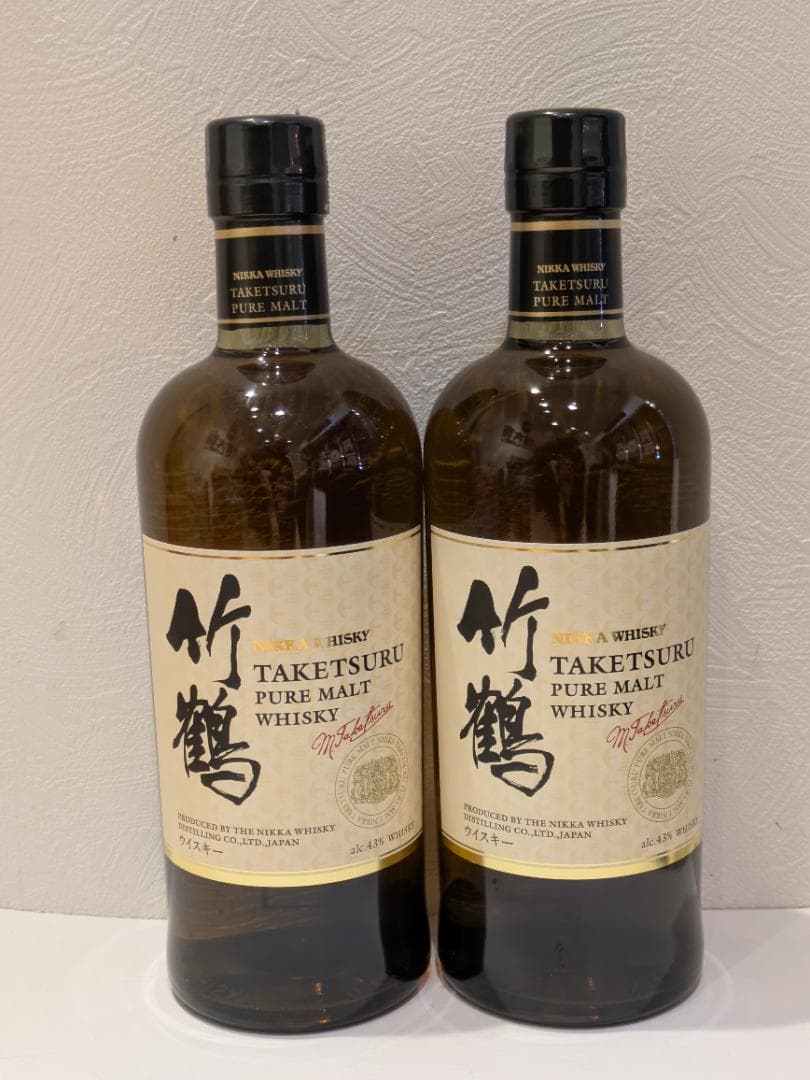 NIKKA WHISKY
TAKETSURU
PURE MALT
竹鶴
NIKKA WHISKY
TAKETSURU
PURE MALT
WHISKY
M.Taketsuru
PRODUCED BY THE NIKKA WHISKY
DISTILLING CO.,LTD.,JAPAN
ウイスキー
alc.43% WHISKY
NIKKA WHISKY
TAKETSURU
PURE MALT
竹鶴
NIKKA WHISKY
TAKETSURU
PURE MALT
WHISKY
M.Taketsuru
PRODUCED BY THE NIKKA WHISKY
DISTILLING CO.,LTD.,JAPAN
ウイスキー
alc.43% WHISKY